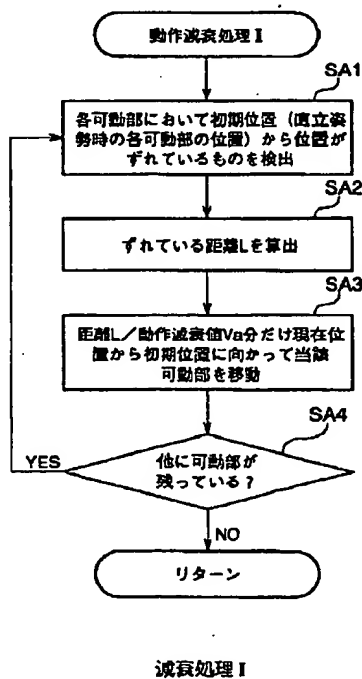 動作減衰処理Ⅱ
SA1
各可動部において初期位置（直立姿
勢時の各可動部の位置）から位置が
ずれているものを検出
SA2
ずれている距離Lを算出
SA3
距離L／動作減衰値Va分だけ現在位
置から初期位置に向かって当該
可動部を移動
SA4
他に可動部が
残っている？
YES
NO
リターン
減衰処理Ⅰ